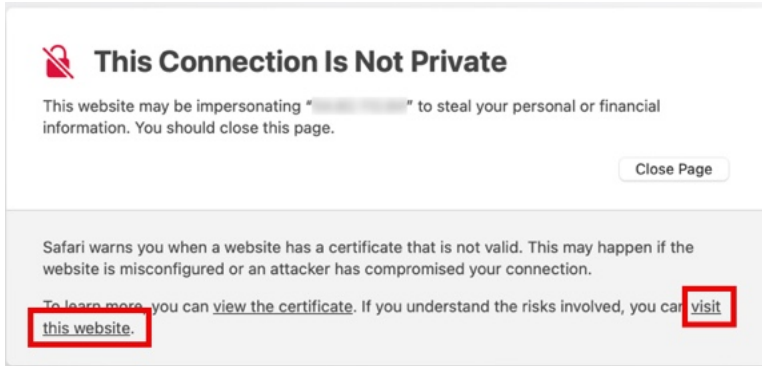 This Connection Is Not Private
This website may be impersonating “ ” to steal your personal or financial
information. You should close this page.
Close Page
Safari warns you when a website has a certificate that is not valid. This may happen if the
website is misconfigured or an attacker has compromised your connection.
To learn more, you can view the certificate. If you understand the risks involved, you can visit
this website.